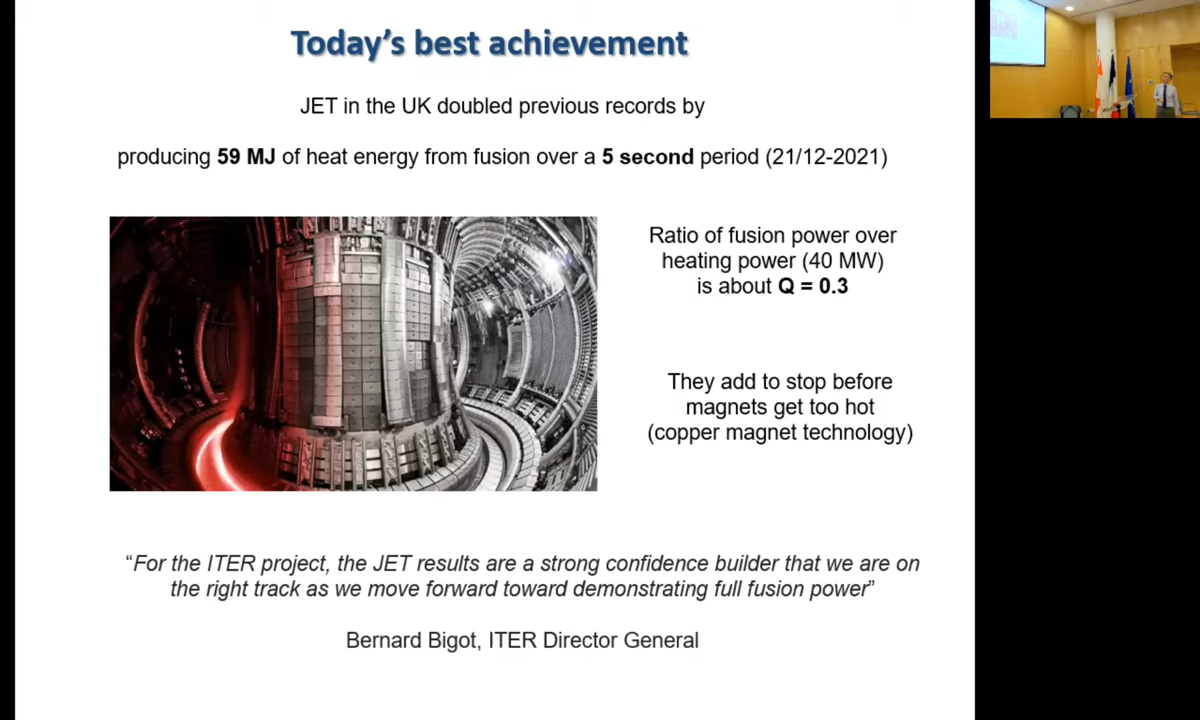 Today's best achievement
JET in the UK doubled previous records by
producing 59 MJ of heat energy from fusion over a 5 second period (21/12-2021)
Ratio of fusion power over
heating power (40 MW)
is about Q = 0.3
They add to stop before
magnets get too hot
(copper magnet technology)
“For the ITER project, the JET results are a strong confidence builder that we are on
the right track as we move forward toward demonstrating full fusion power”
Bernard Bigot, ITER Director General